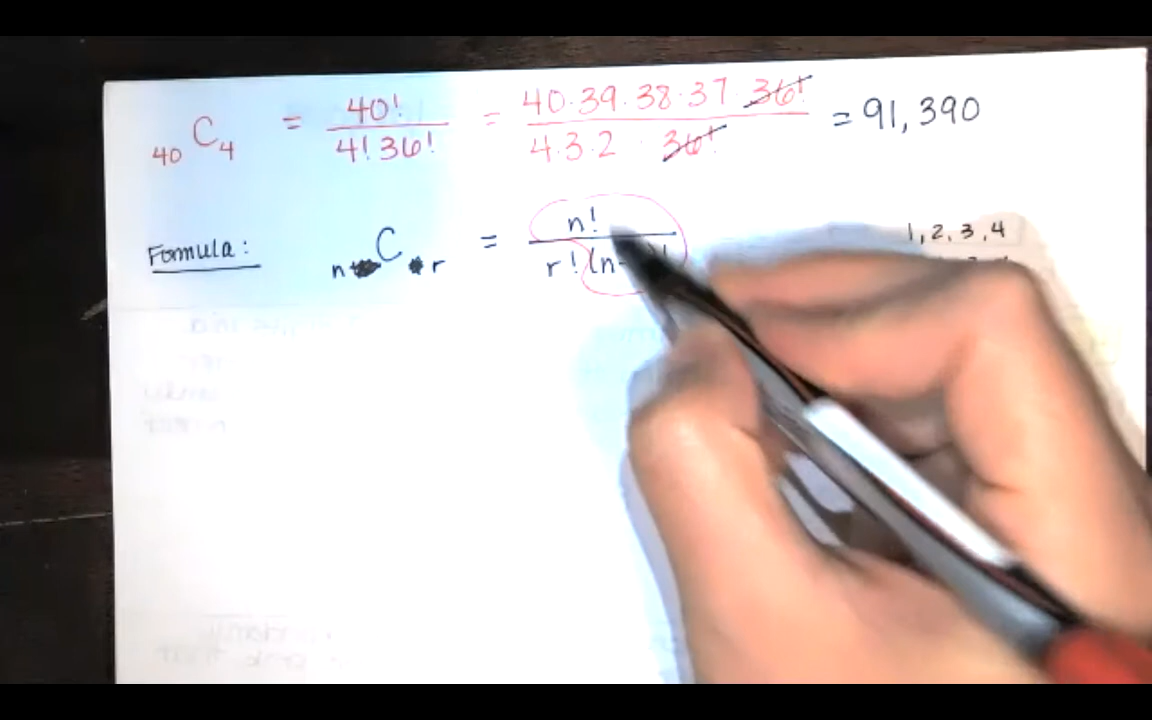 ₄₀C₄ = 40! / 4! 36! = 40·39·38·37·36! / 4·3·2·36! = 91,390
Formula: nCr = n! / r!(n-
1, 2, 3, 4